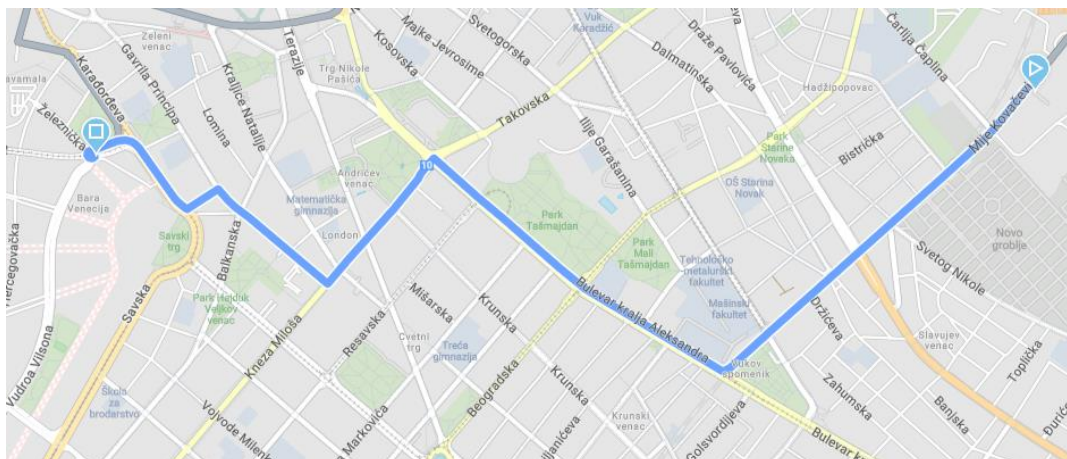 Zeleni
venac
Terazije
Trg Nikole
Pašića
Kosovska
Majke Jevrosime
Svetogorska
Vuk
Karadžić
Dalmatinska
Draže Pavlovića
Čarlija Čaplina
Hadžipopovac
Karađorđeva
Gavrila Principa
Kraljice Natalije
Lomina
Železnička
Takovska
10
Ilije Garašanina
Park
Starina
Novaka
OŠ Starina
Novak
Bistrička
Mije Kovačevi
Andrićev
venac
Matematička
gimnazija
London
Bara
Venecija
Savski
trg
Balkanska
Hercegovačka
Park
Tašmajdan
Park
Mali
Tašmajdan
Tehnološko
metalurški
fakultet
Mašinski
fakultet
Novo
groblje
Svetog Nikole
Savska
Park Hajduk
Veljkov
venac
Kneza Miloša
Resavska
Mišarska
Krunska
Bulevar kralja Aleksandra
Držićeva
Slavujev
venac
Toplička
Vudroa Vilsona
Cvetni
trg
Treća
gimnazija
Beogradska
Krunska
Vukov
spomenik
Zahumska
Banjska
Škola
za
brodarstvo
Vojvode Milenk
Markovića
Krunski
venac
Golsvordijeva
Bulevar k